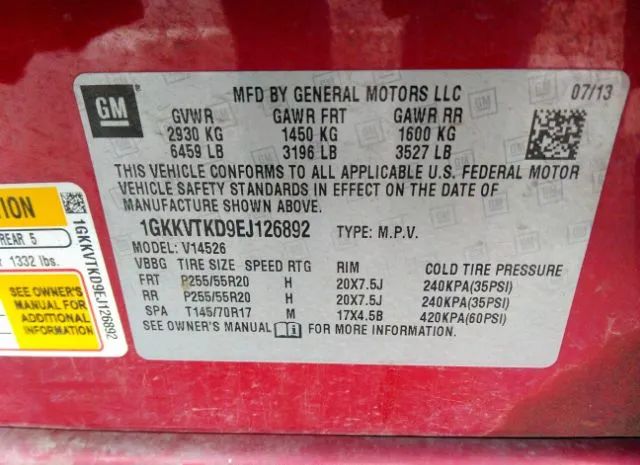 GM
MFD BY GENERAL MOTORS LLC 07/13
GVWR GAWR FRT GAWR RR
2930 KG 1450 KG 1600 KG
6459 LB 3196 LB 3527 LB
THIS VEHICLE CONFORMS TO ALL APPLICABLE U.S. FEDERAL MOTOR
VEHICLE SAFETY STANDARDS IN EFFECT ON THE DATE OF
MANUFACTURE SHOWN ABOVE.
1GKKVTKD9EJ126892 TYPE: M.P.V.
MODEL: V14526
VBBG TIRE SIZE SPEED RTG RIM COLD TIRE PRESSURE
FRT P255/55R20 H 20X7.5J 240KPA(35PSI)
RR P255/55R20 H 20X7.5J 240KPA(35PSI)
SPA T145/70R17 M 17X4.5B 420KPA(60PSI)
SEE OWNER'S MANUAL FOR MORE INFORMATION.
REAR 5
1332 lbs.
SEE OWNER'S
MANUAL FOR
ADDITIONAL
INFORMATION
1GKKVTKD9EJ126892